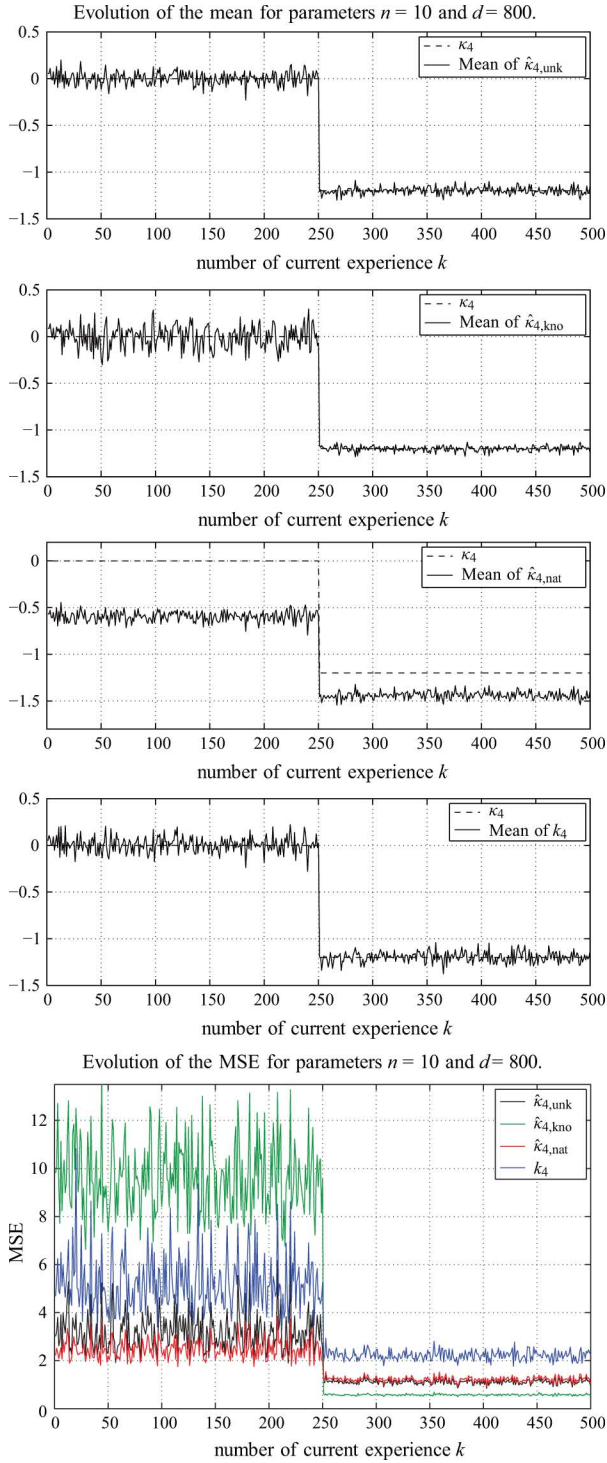 Evolution of the mean for parameters n = 10 and d = 800.
0.5
κ₄
Mean of κ̂₄,unk
0
−0.5
−1
−1.5
0 50 100 150 200 250 300 350 400 450 500
number of current experience k
0.5
κ₄
Mean of κ̂₄,kno
0
−0.5
−1
−1.5
0 50 100 150 200 250 300 350 400 450 500
number of current experience k
κ₄
Mean of κ̂₄,nat
0
−0.5
−1
−1.5
0 50 100 150 200 250 300 350 400 450 500
number of current experience k
0.5
κ₄
Mean of k₄
0
−0.5
−1
−1.5
0 50 100 150 200 250 300 350 400 450 500
number of current experience k
Evolution of the MSE for parameters n = 10 and d = 800.
κ̂₄,unk
κ̂₄,kno
κ̂₄,nat
k₄
12
10
8
6
4
2
0
MSE
0 50 100 150 200 250 300 350 400 450 500
number of current experience k